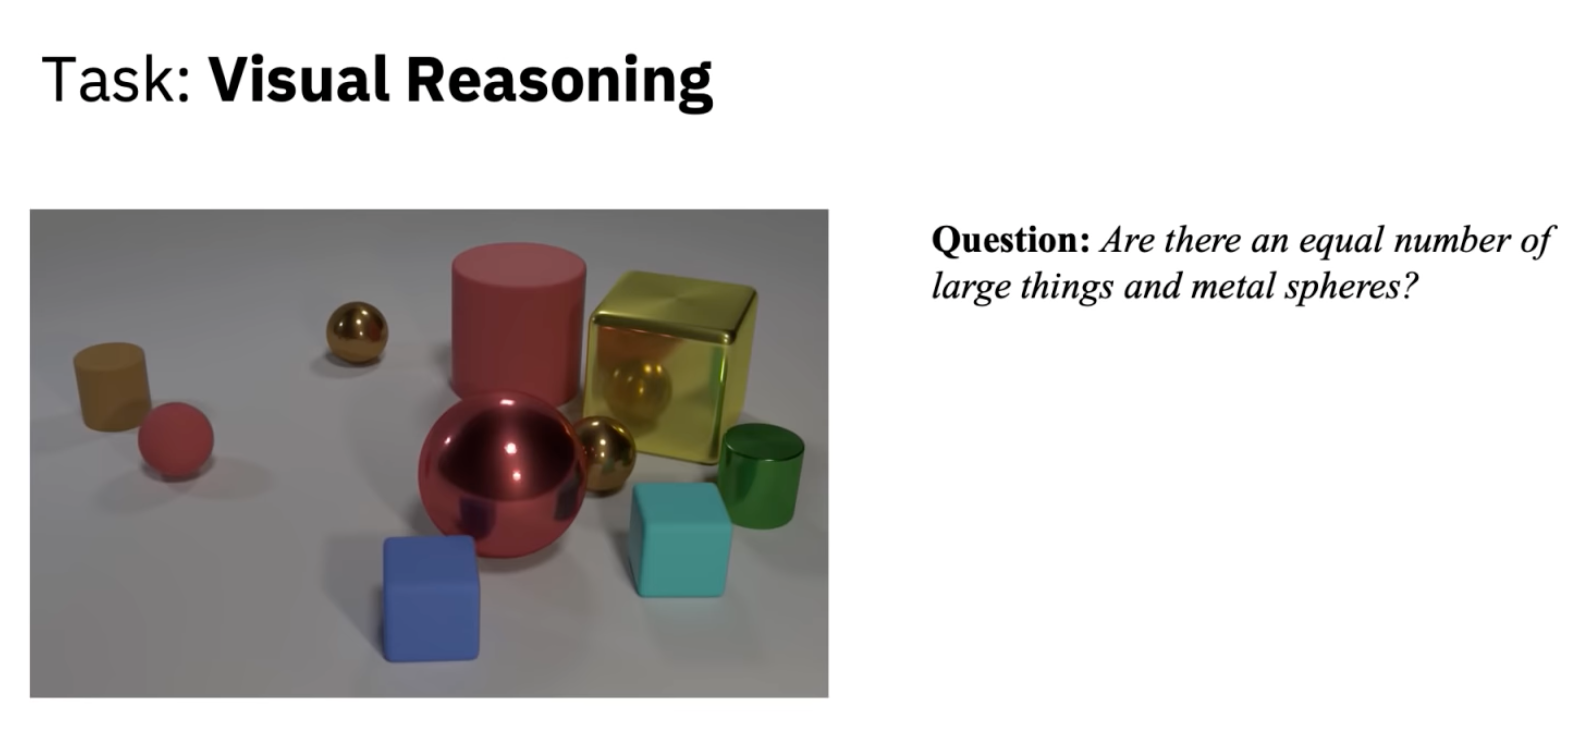 Task: Visual Reasoning
Question: Are there an equal number of
large things and metal spheres?